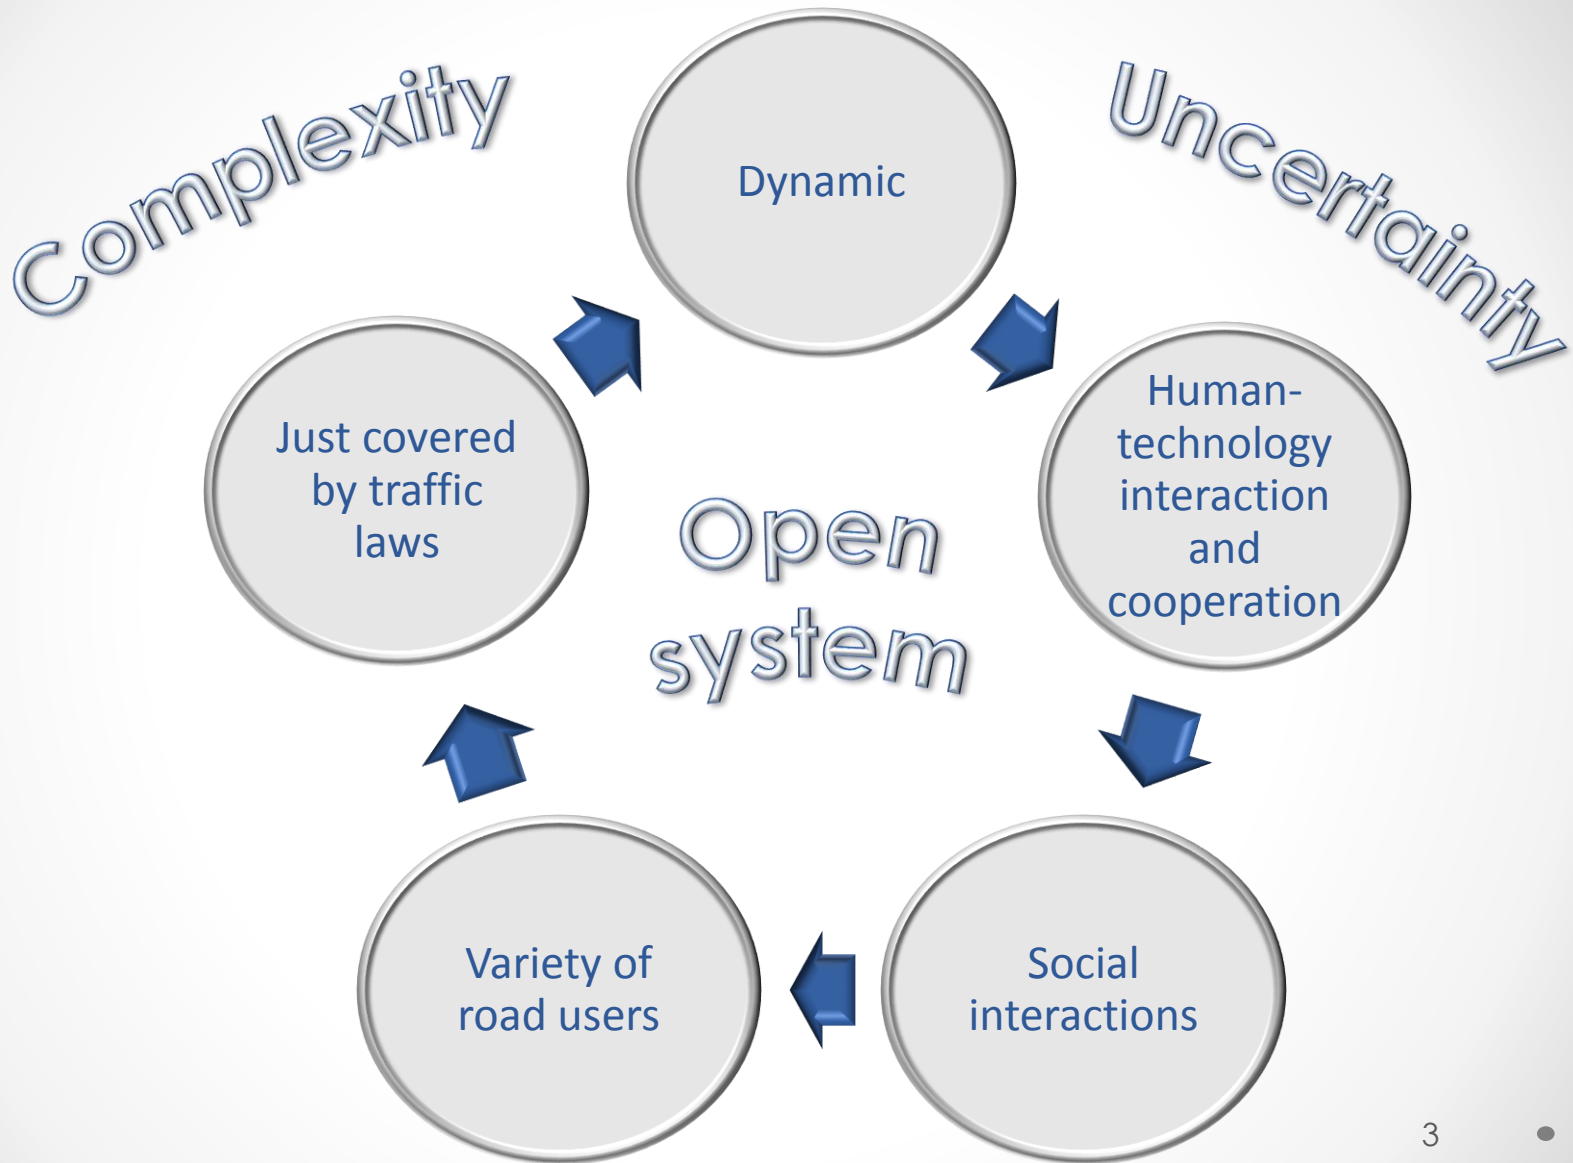 Complexity
Uncertainty
Dynamic
Human-
technology
interaction
and
cooperation
Social
interactions
Variety of
road users
Just covered
by traffic
laws
Open
system
3